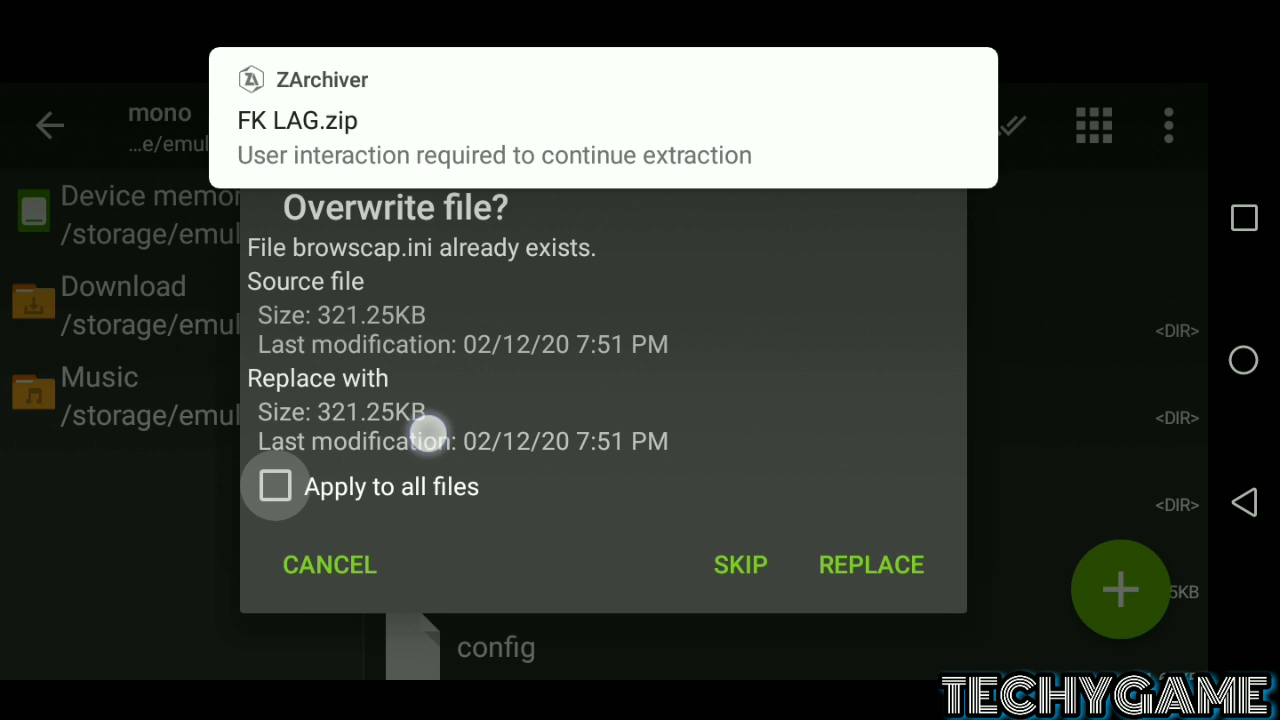 ZArchiver
FK LAG.zip
User interaction required to continue extraction
mono
…e/emul
Device memor
/storage/emul
Download
/storage/emul
Music
/storage/emul
Overwrite file?
File browscap.ini already exists.
Source file
Size: 321.25KB
Last modification: 02/12/20 7:51 PM
Replace with
Size: 321.25KB
Last modification: 02/12/20 7:51 PM
Apply to all files
CANCEL
SKIP
REPLACE
<DIR>
<DIR>
<DIR>
5KB
config
TECHYGAME